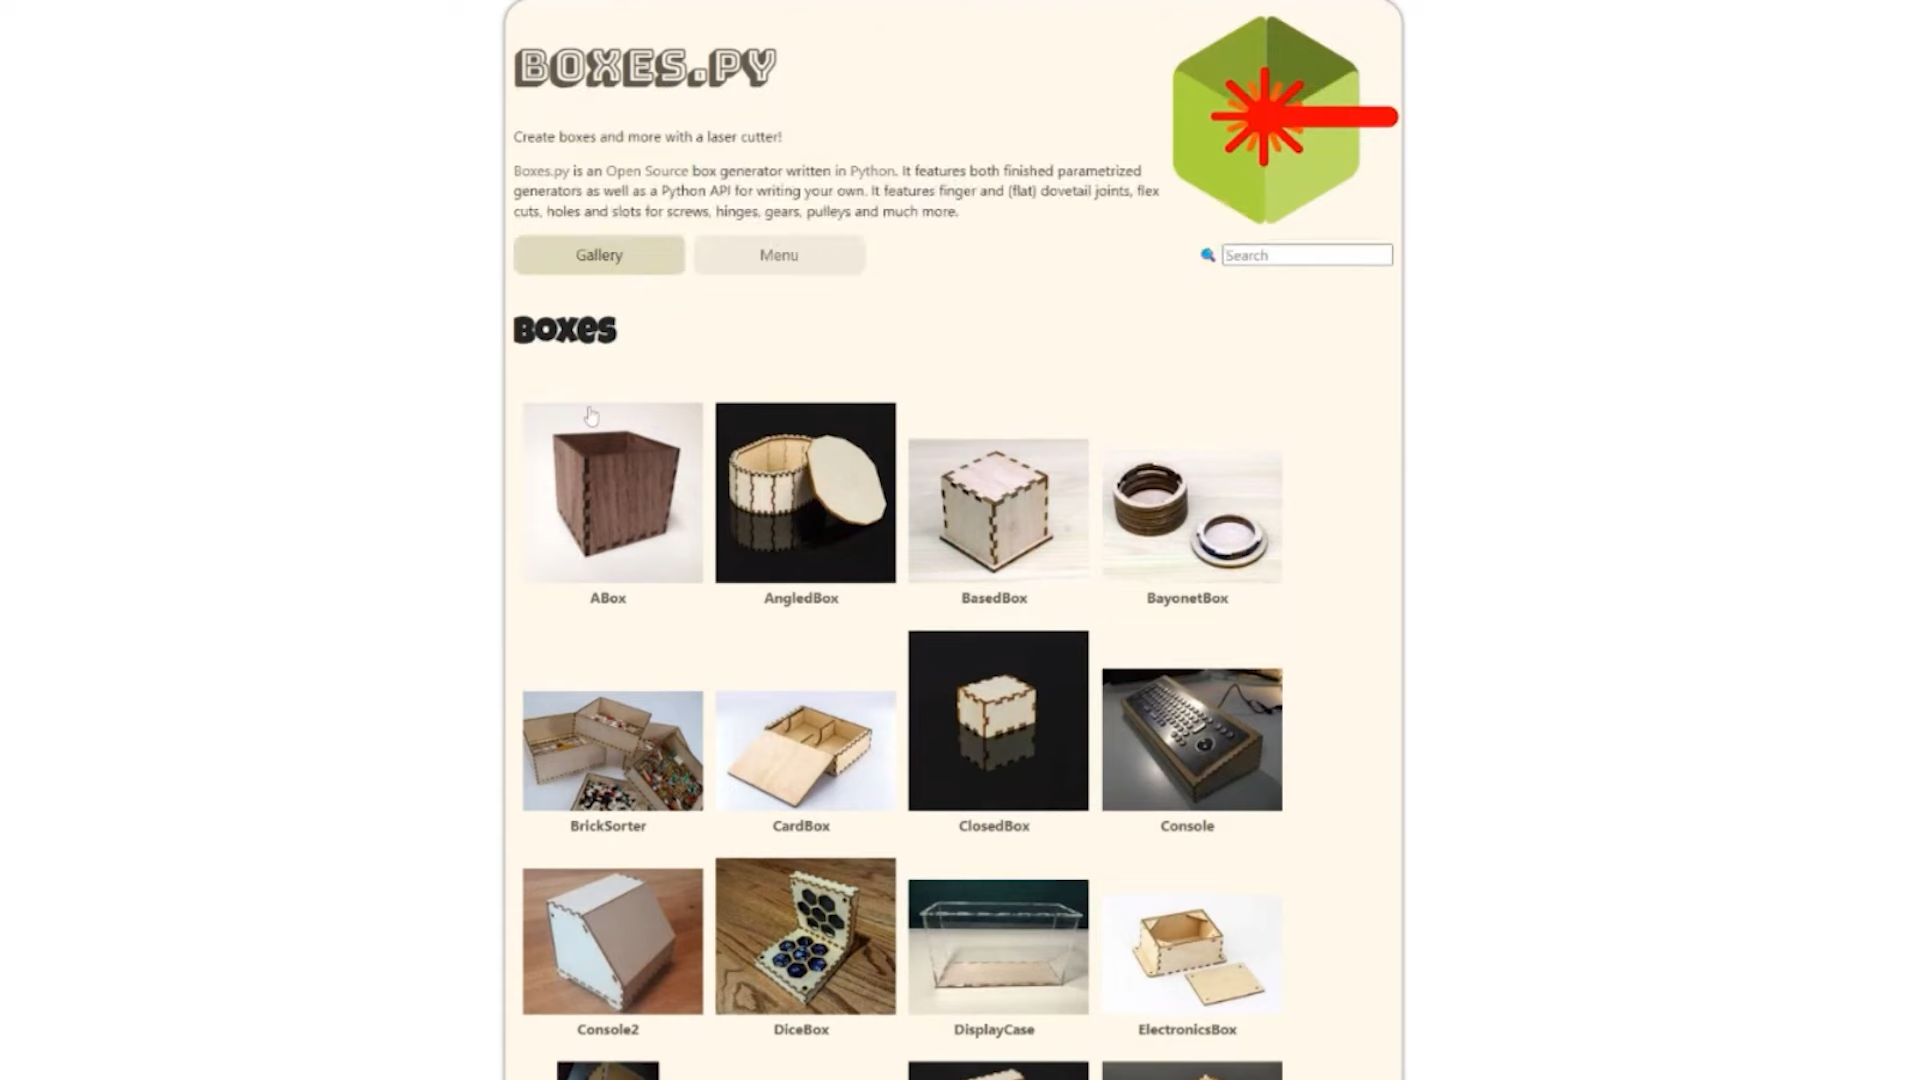 BOXES.PY
Create boxes and more with a laser cutter!
Boxes.py is an Open Source box generator written in Python. It features both finished parametrized
generators as well as a Python API for writing your own. It features finger and (flat) dovetail joints, flex
cuts, holes and slots for screws, hinges, gears, pulleys and much more.
Gallery Menu Search
Boxes
ABox AngledBox BasedBox BayonetBox
BrickSorter CardBox ClosedBox Console
Console2 DiceBox DisplayCase ElectronicsBox